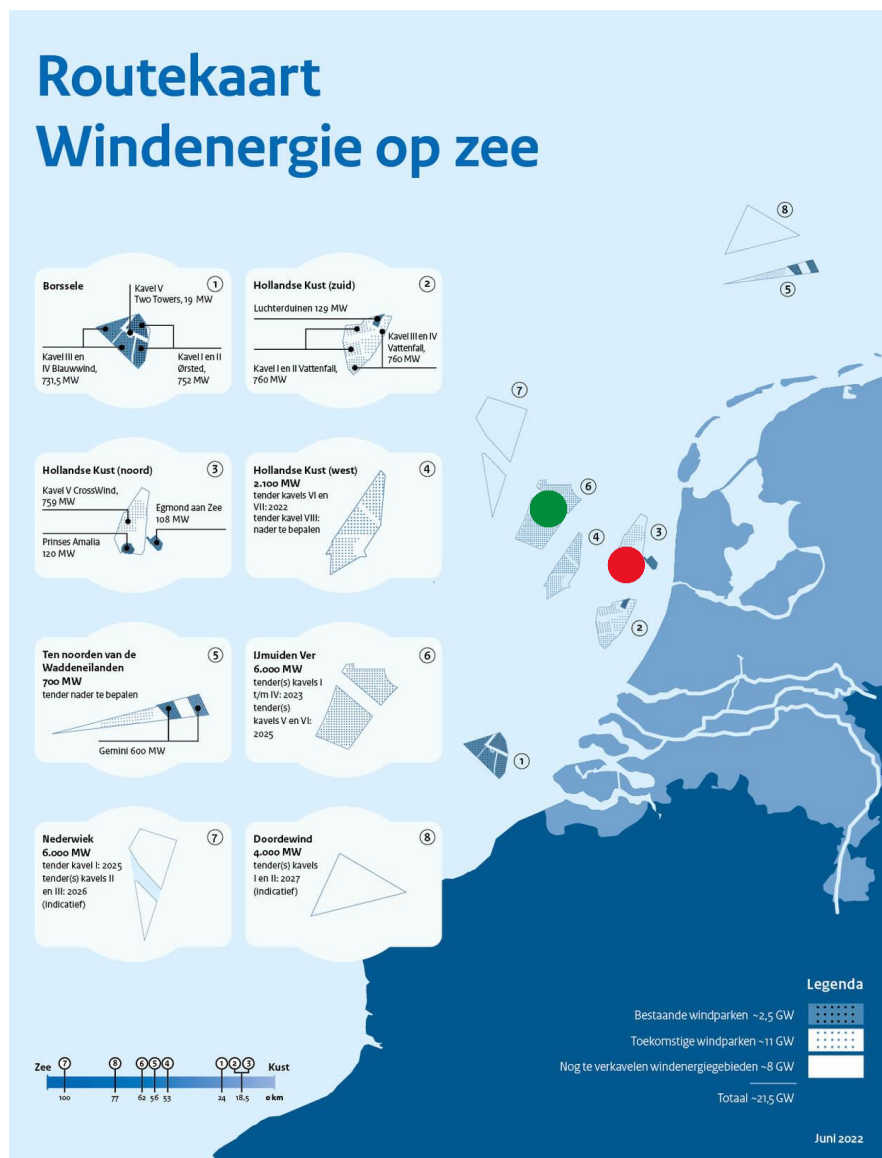 Routekaart
Windenergie op zee
Borssele
1
Kavel V
Two Towers, 19 MW
Kavel III en
IV Blauwwind,
731,5 MW
Kavel I en II
Ørsted,
752 MW
Hollandse Kust (zuid)
2
Luchterduinen 129 MW
Kavel III en IV
Vattenfall,
760 MW
Kavel I en II Vattenfall,
760 MW
Hollandse Kust (noord)
3
Kavel V CrossWind,
759 MW
Egmond aan Zee
108 MW
Prinses Amalia
120 MW
Hollandse Kust (west)
4
2.100 MW
tender kavels VI en
VII: 2022
tender kavel VIII:
nader te bepalen
Ten noorden van de
Waddeneilanden
5
700 MW
tender nader te bepalen
Gemini 600 MW
IJmuiden Ver
6
6.000 MW
tender(s) kavels I
t/m IV: 2023
tender(s)
kavels V en VI:
2025
Nederwiek
7
6.000 MW
tender kavel I: 2025
tender(s) kavels II
en III: 2026
(indicatief)
Doordewind
8
4.000 MW
tender(s) kavels
I en II: 2027
(indicatief)
8
5
7
6
4
3
2
1
Zee 7 8 6 5 4 1 2 3 Kust
100 77 62 56 53 24 18,5 0 km
Legenda
Bestaande windparken ~2,5 GW
Toekomstige windparken ~11 GW
Nog te verkavelen windenergiegebieden ~8 GW
Totaal ~21,5 GW
Juni 2022